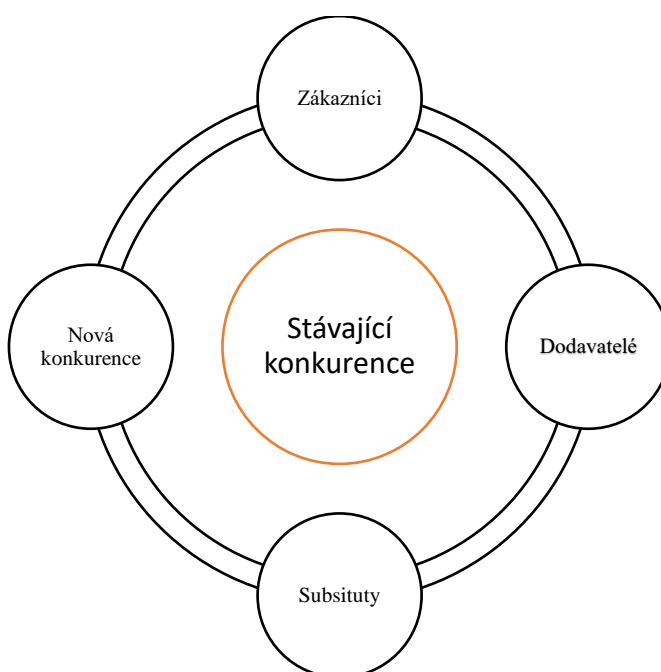 Zákazníci
Nová
konkurence
Stávající
konkurence
Dodavatelé
Subsituty